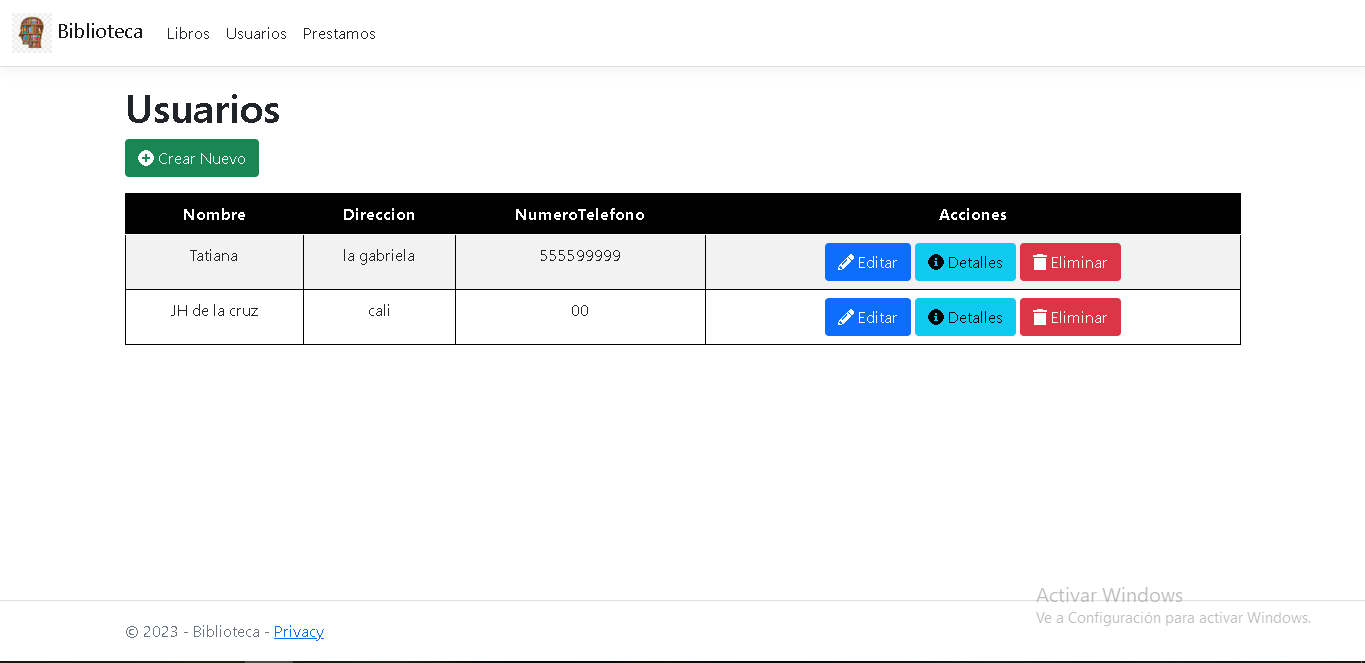 Biblioteca Libros Usuarios Prestamos
Usuarios
Crear Nuevo
Nombre Direccion NumeroTelefono Acciones
Tatiana la gabriela 555599999 Editar Detalles Eliminar
JH de la cruz cali 00 Editar Detalles Eliminar
Activar Windows
Ve a Configuración para activar Windows.
© 2023 - Biblioteca - Privacy